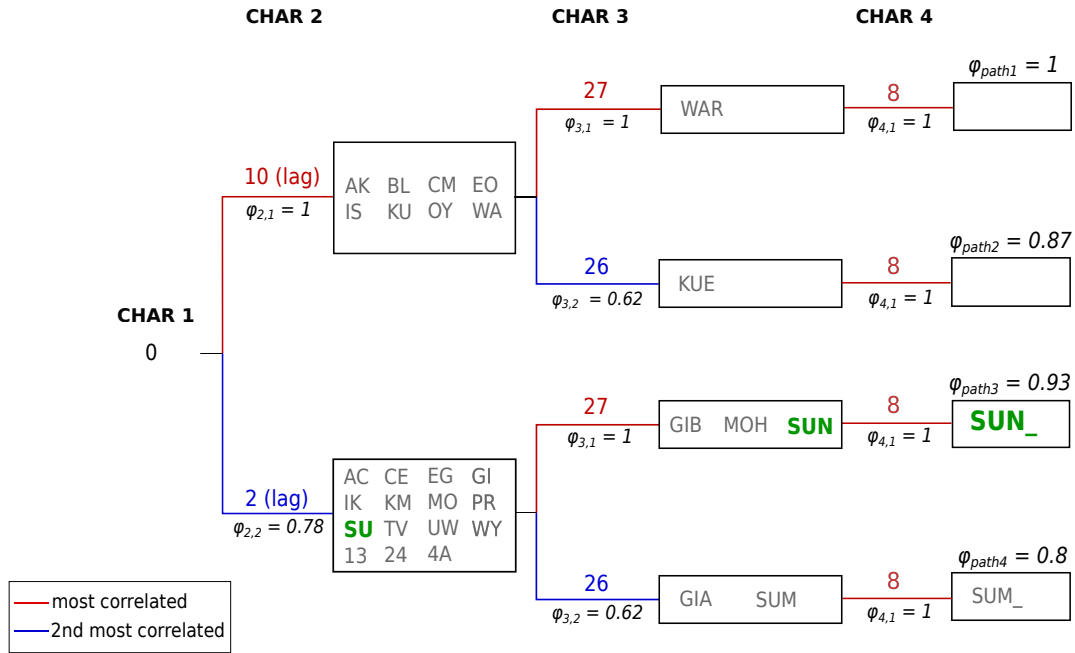 CHAR 2 CHAR 3 CHAR 4
φpath1 = 1
27 8
WAR
φ3,1 = 1 φ4,1 = 1
10 (lag)
φ2,1 = 1
AK BL CM EO
IS KU OY WA
φpath2 = 0.87
26 8
KUE
φ3,2 = 0.62 φ4,1 = 1
CHAR 1
0
φpath3 = 0.93
27 8
GIB MOH SUN SUN_
φ3,1 = 1 φ4,1 = 1
2 (lag)
φ2,2 = 0.78
AC CE EG GI
IK KM MO PR
SU TV UW WY
13 24 4A
φpath4 = 0.8
26 8
GIA SUM SUM_
φ3,2 = 0.62 φ4,1 = 1
most correlated
2nd most correlated